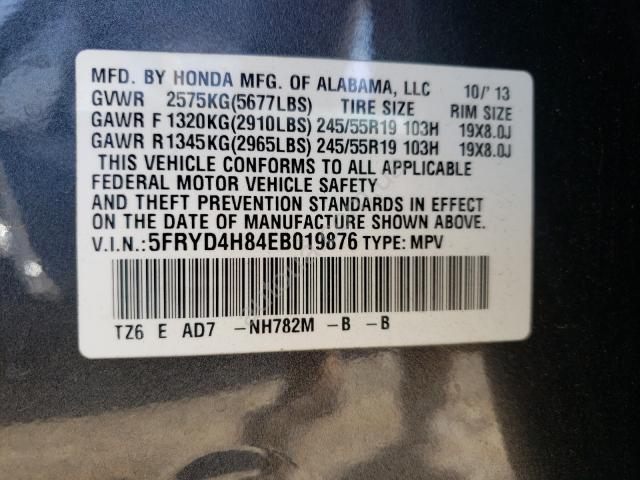 MFD. BY HONDA MFG. OF ALABAMA, LLC 10/'13
GVWR 2575KG(5677LBS) TIRE SIZE RIM SIZE
GAWR F 1320KG(2910LBS) 245/55R19 103H 19X8.0J
GAWR R 1345KG(2965LBS) 245/55R19 103H 19X8.0J
THIS VEHICLE CONFORMS TO ALL APPLICABLE
FEDERAL MOTOR VEHICLE SAFETY
AND THEFT PREVENTION STANDARDS IN EFFECT
ON THE DATE OF MANUFACTURE SHOWN ABOVE.
V.I.N.:5FRYD4H84EB019876 TYPE: MPV
TZ6 E AD7 -NH782M -B -B